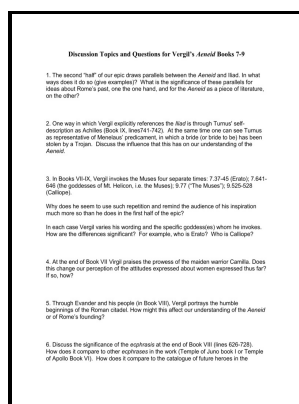 Discussion Topics and Questions for Vergil's Aeneid Books 7-9
1. The second "half" of our epic draws parallels between the Aeneid and Iliad. In what
ways does it do so (give examples)? What is the significance of these parallels for
ideas about Rome's past, one the one hand, and for the Aeneid as a piece of literature,
on the other?
2. One way in which Vergil explicitly references the Iliad is through Turnus' self-
description as Achilles (Book IX, lines741-742). At the same time one can see Turnus
as representative of Menelaus' predicament, in which a bride (or bride to be) has been
stolen by a Trojan. Discuss the influence that this has on our understanding of the
Aeneid.
3. In Books VII-IX, Vergil invokes the Muses four separate times: 7.37-45 (Erato); 7.641-
646 (the goddesses of Mt. Helicon, i.e. the Muses); 9.77 ("The Muses"); 9.525-528
(Calliope).
Why does he seem to use such repetition and remind the audience of his inspiration
much more so than he does in the first half of the epic?
In each case Vergil varies his wording and the specific goddess(es) whom he invokes.
How are the differences significant? For example, who is Erato? Who is Calliope?
4. At the end of Book VII Virgil praises the prowess of the maiden warrior Camilla. Does
this change our perception of the attitudes expressed about women expressed thus far?
If so, how?
5. Through Evander and his people (in Book VIII), Vergil portrays the humble
beginnings of the Roman citadel. How might this affect our understanding of the Aeneid
or of Rome's founding?
6. Discuss the significance of the ecphrasis at the end of Book VIII (lines 626-728).
How does it compare to other ecphrases in the work (Temple of Juno book I or Temple
of Apollo Book VI). How does it compare to the catalogue of future heroes in the